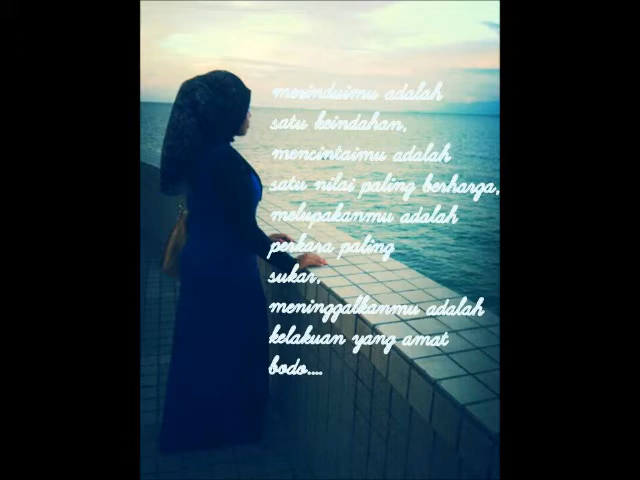 merinduimu adalah
satu keindahan,
mencintaimu adalah
satu nilai paling berharga,
melupakanmu adalah
perkara paling
sukar,
meninggalkanmu adalah
kelakuan yang amat
bodo....